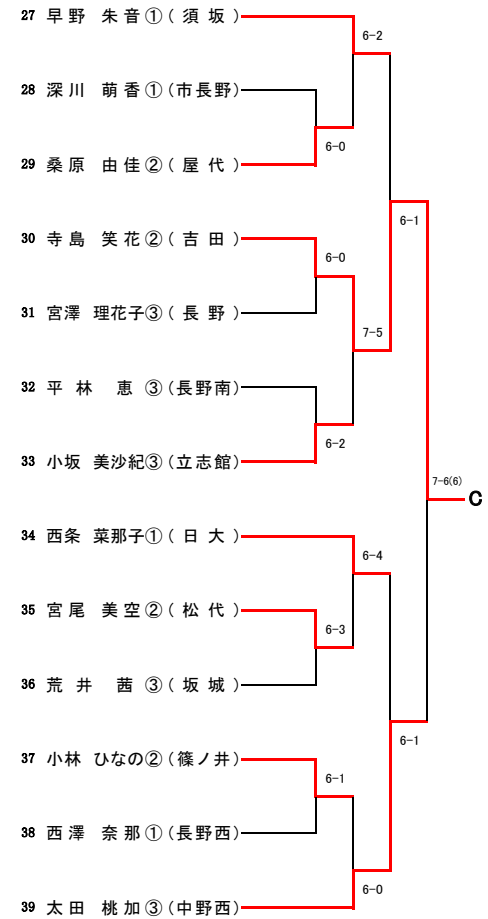 27 早野 朱音①(須坂)
6-2
28 深川 萌香①(市長野)
6-0
29 桑原 由佳②(屋代)
6-1
30 寺島 笑花②(吉田)
6-0
31 宮澤 理花子③(長野)
7-5
32 平林 恵 ③(長野南)
6-2
33 小坂 美沙紀③(立志館)
7-6(6)
C
34 西条 菜那子①(日大)
6-4
35 宮尾 美空②(松代)
6-3
36 荒井 茜 ③(坂城)
6-1
37 小林 ひなの②(篠ノ井)
6-1
38 西澤 奈那①(長野西)
6-0
39 太田 桃加③(中野西)